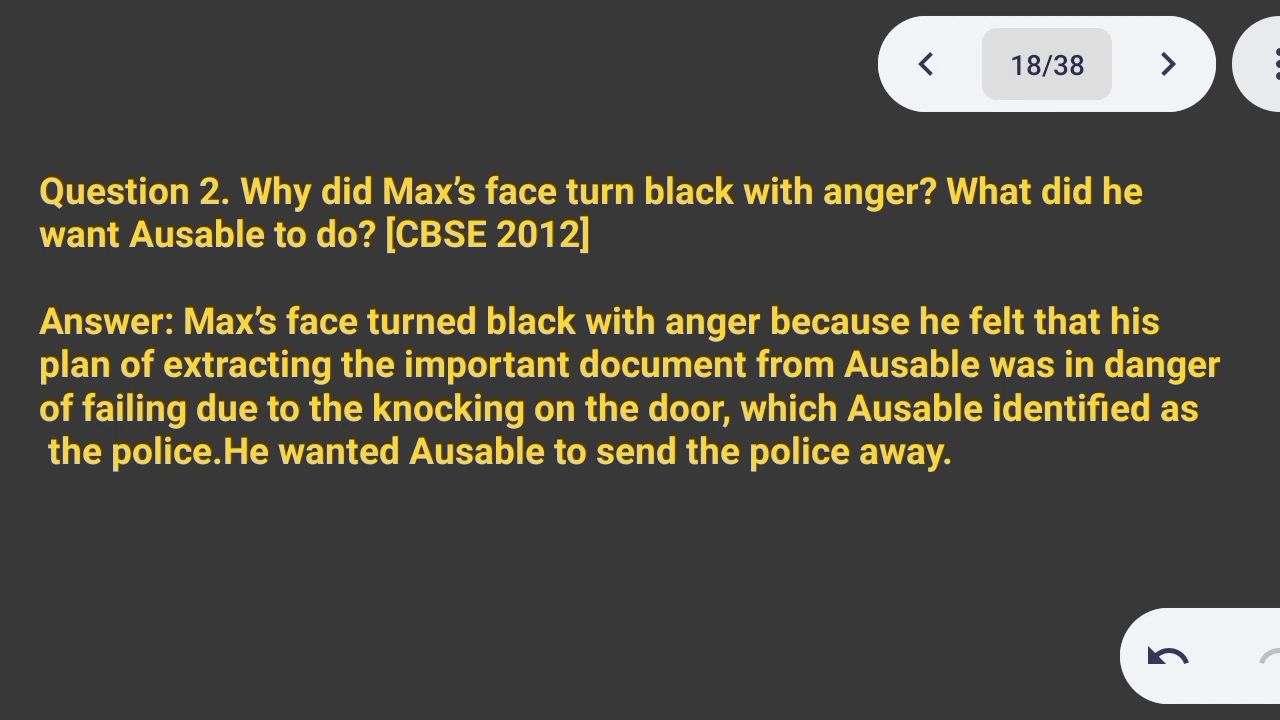 18/38
Question 2. Why did Max’s face turn black with anger? What did he
want Ausable to do? [CBSE 2012]
Answer: Max’s face turned black with anger because he felt that his
plan of extracting the important document from Ausable was in danger
of failing due to the knocking on the door, which Ausable identified as
the police.He wanted Ausable to send the police away.